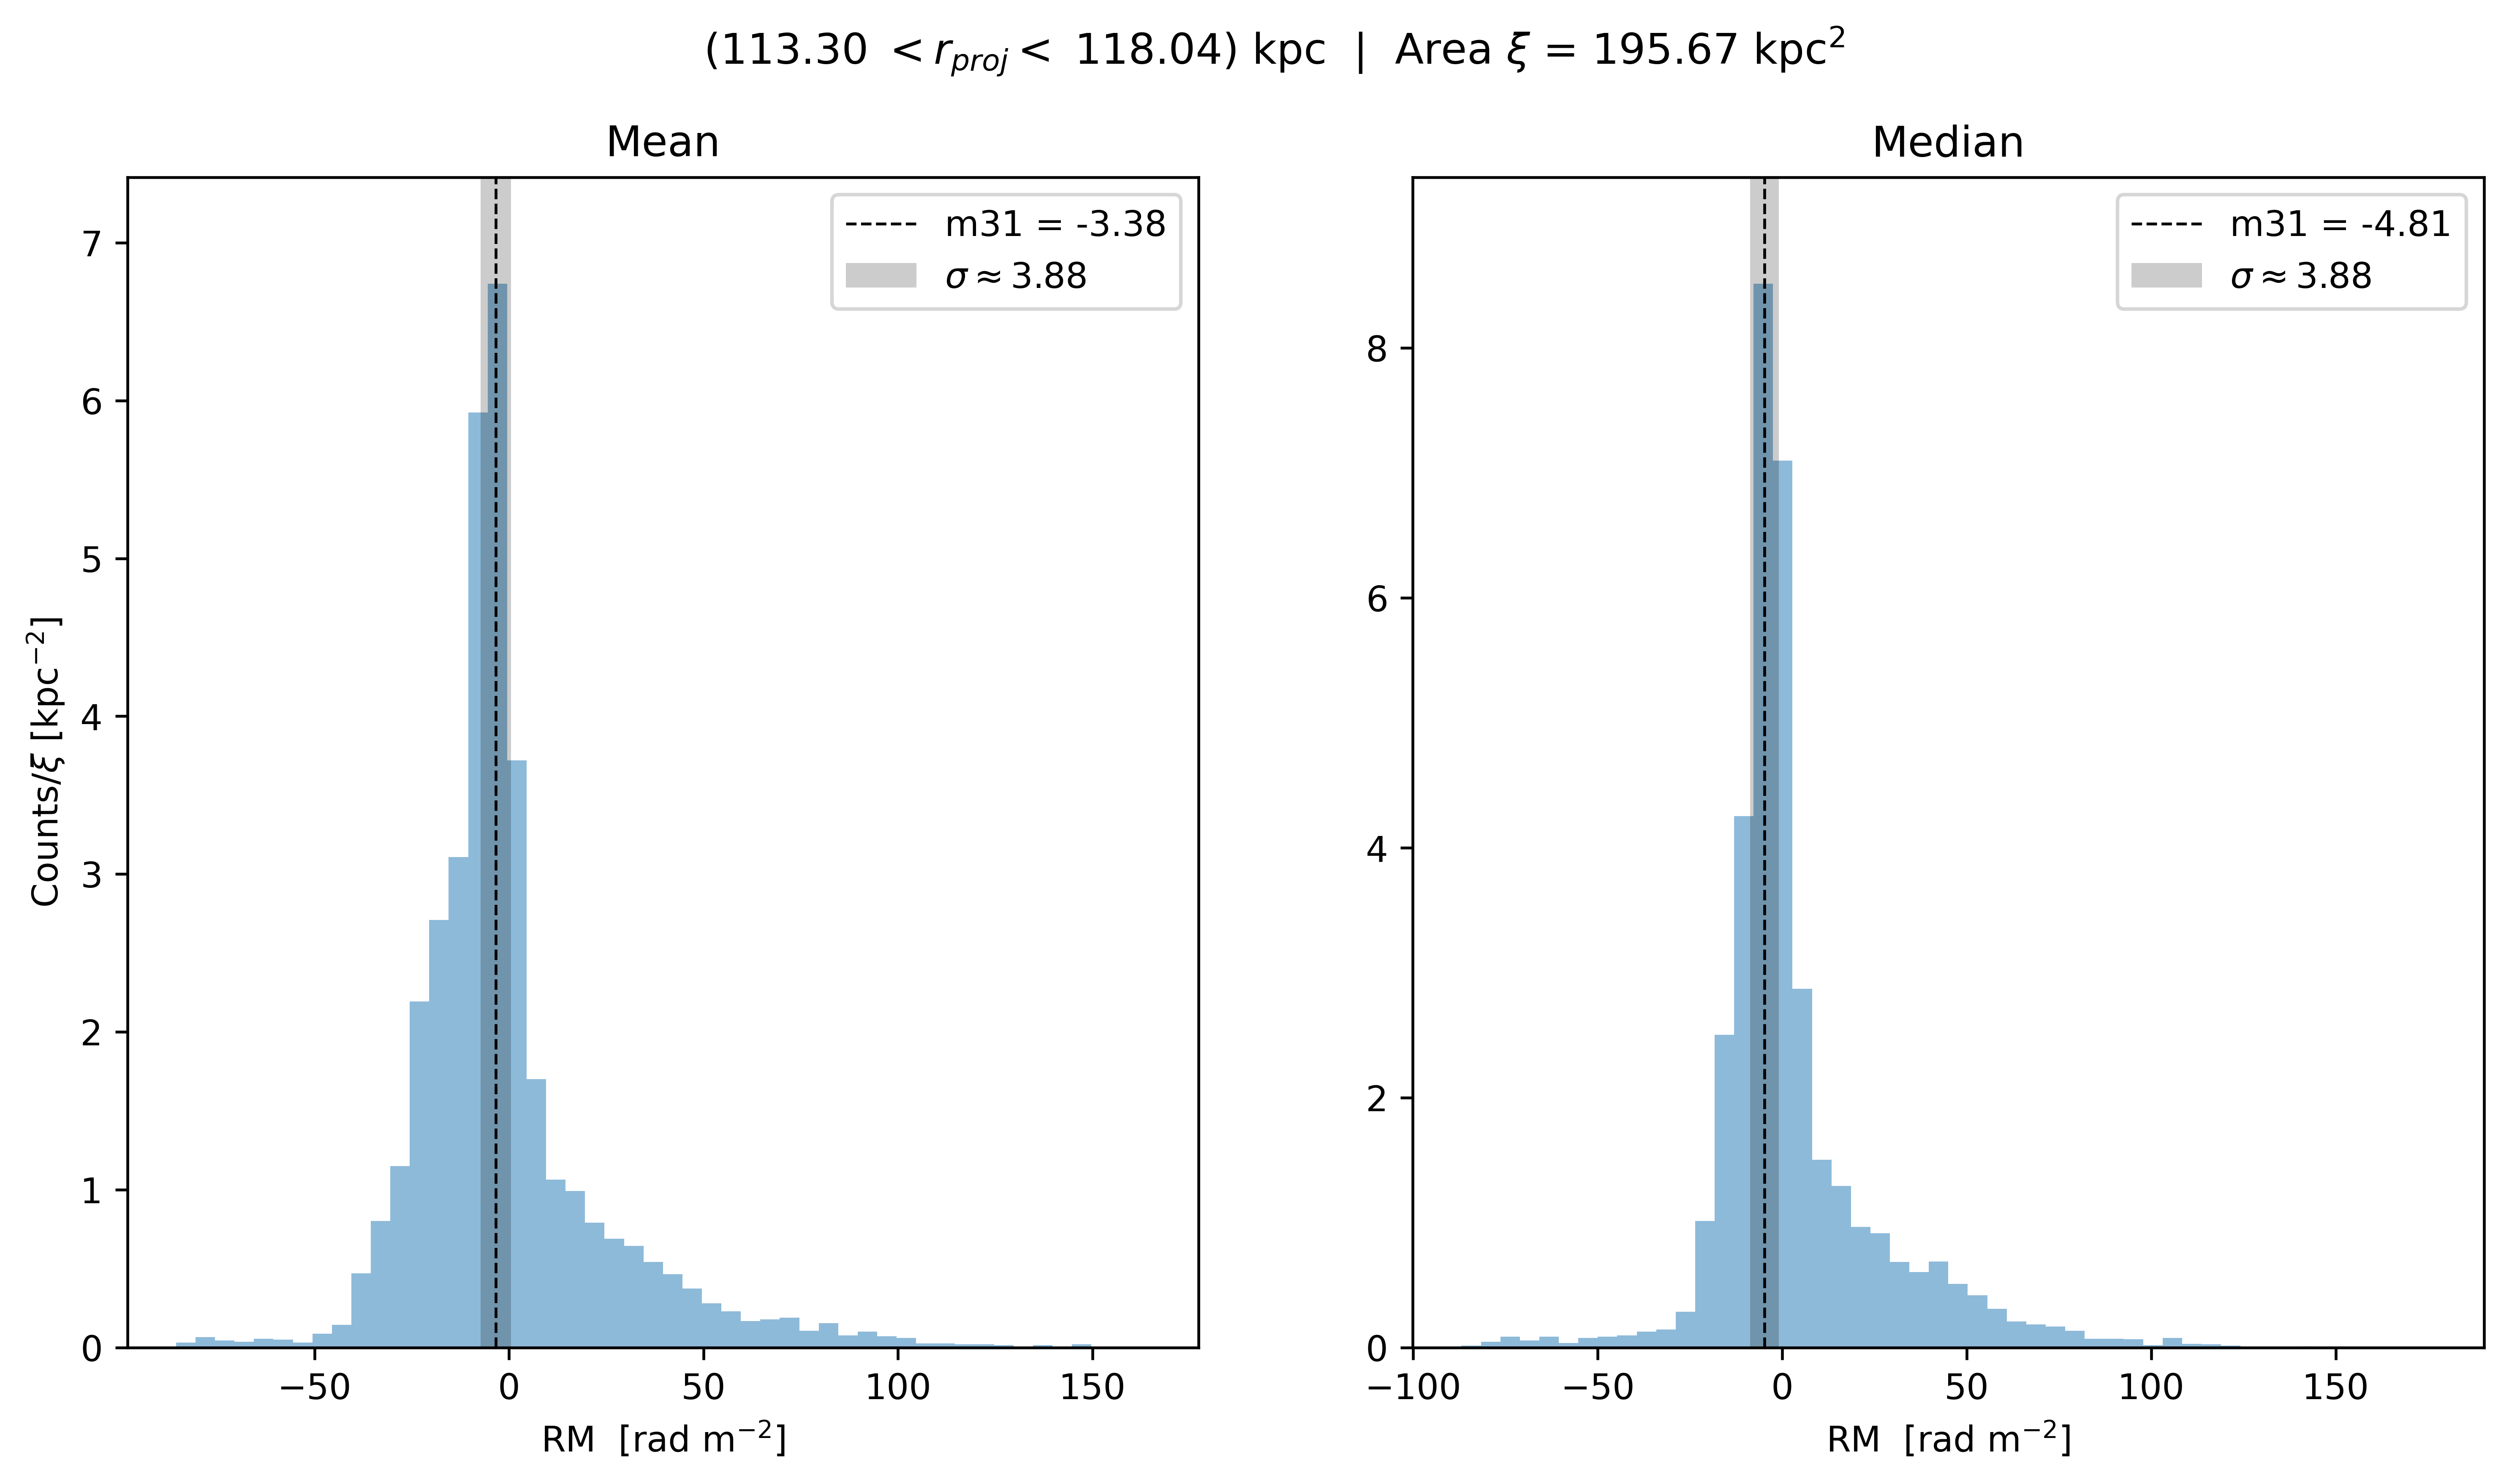 (113.30 < r_proj < 118.04) kpc | Area ξ = 195.67 kpc²
Mean
m31 = -3.38
σ ≈ 3.88
7
6
5
4
3
2
1
0
Counts/ξ [kpc⁻²]
−50 0 50 100 150
RM [rad m⁻²]
Median
m31 = -4.81
σ ≈ 3.88
8
6
4
2
0
−100 −50 0 50 100 150
RM [rad m⁻²]